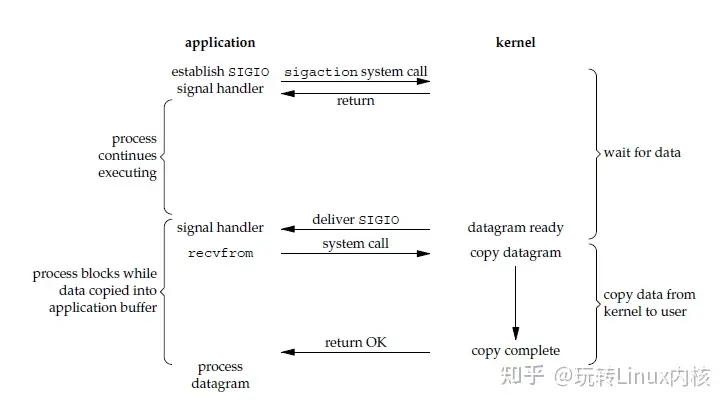 application
kernel
establish SIGIO
signal handler
sigaction system call
return
process
continues
executing
wait for data
signal handler
deliver SIGIO
datagram ready
recvfrom
system call
copy datagram
process blocks while
data copied into
application buffer
copy data from
kernel to user
return OK
copy complete
process
datagram
知乎 @玩转Linux内核